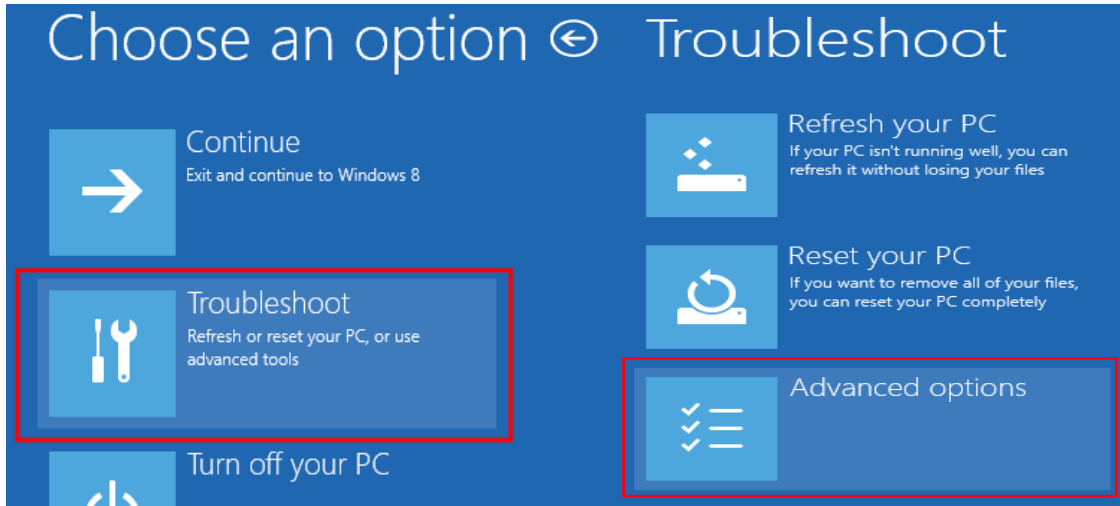 Choose an option
Continue
Exit and continue to Windows 8
Troubleshoot
Refresh or reset your PC, or use
advanced tools
Turn off your PC
Troubleshoot
Refresh your PC
If your PC isn't running well, you can
refresh it without losing your files
Reset your PC
If you want to remove all of your files,
you can reset your PC completely
Advanced options